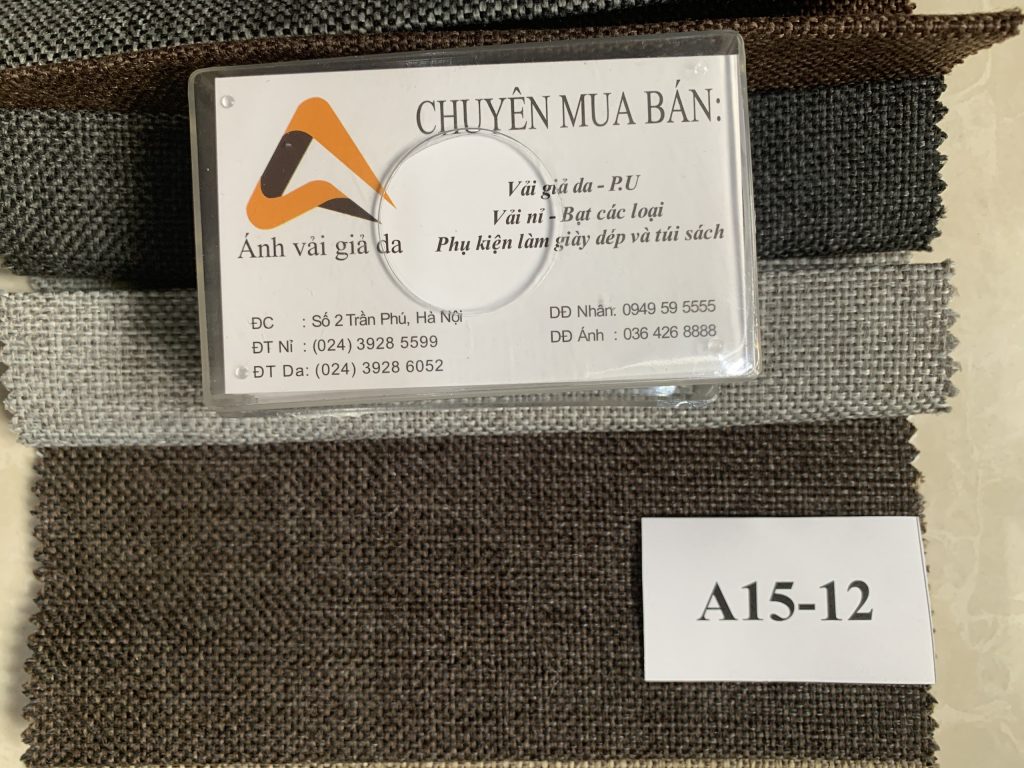 CHUYÊN MUA BÁN:
Vải giả da - P.U
Vải nỉ - Bạt các loại
Phụ kiện làm giày dép và túi sách
Ánh vải giả da
ĐC : Số 2 Trần Phú, Hà Nội
ĐT Nỉ : (024) 3928 5599
ĐT Da: (024) 3928 6052
DĐ Nhân: 0949 59 5555
DĐ Ánh : 036 426 8888
A15-12